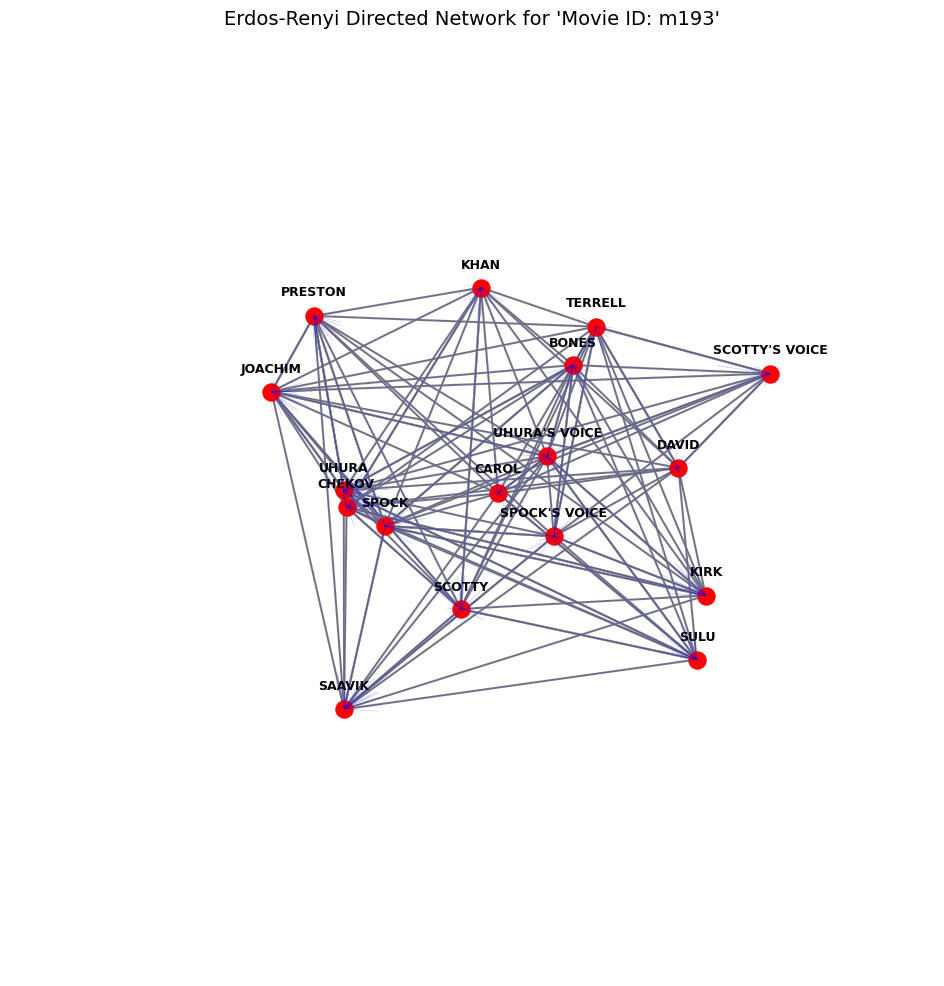 Erdos-Renyi Directed Network for 'Movie ID: m193'
KHAN
PRESTON
TERRELL
BONES
SCOTTY'S VOICE
JOACHIM
UHURA'S VOICE
DAVID
UHURA
CAROL
CHEKOV
SPOCK
SPOCK'S VOICE
KIRK
SCOTTY
SULU
SAAVIK